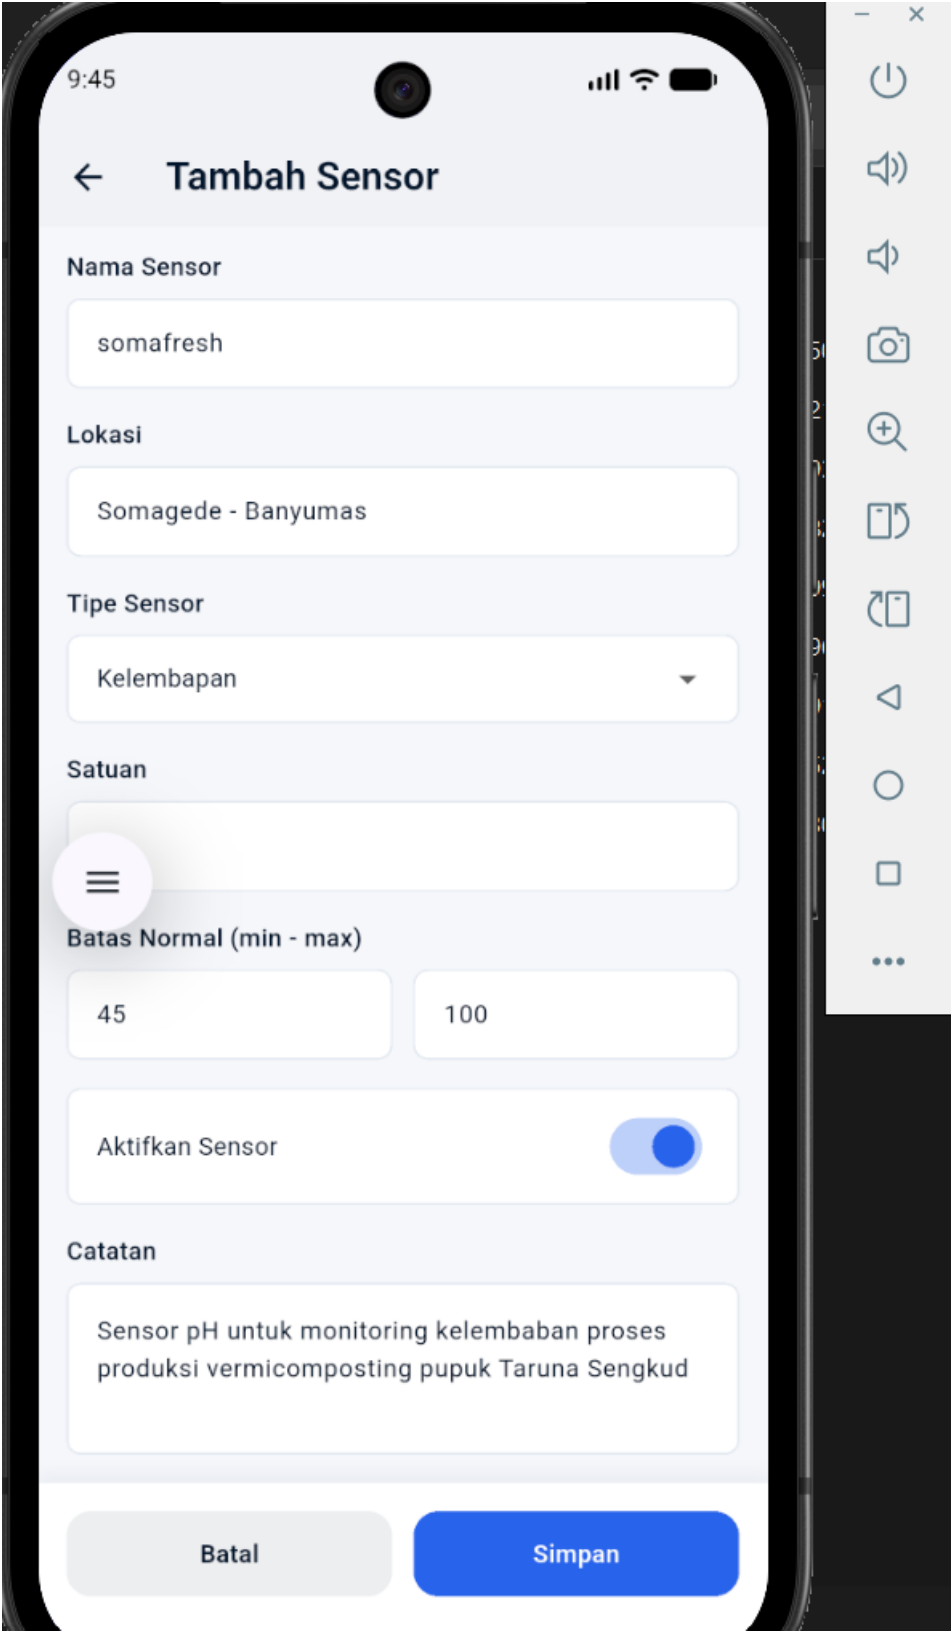 9:45
Tambah Sensor
Nama Sensor
somafresh
Lokasi
Somagede - Banyumas
Tipe Sensor
Kelembapan
Satuan
Batas Normal (min - max)
45 100
Aktifkan Sensor
Catatan
Sensor pH untuk monitoring kelembaban proses
produksi vermicomposting pupuk Taruna Sengkud
Batal Simpan